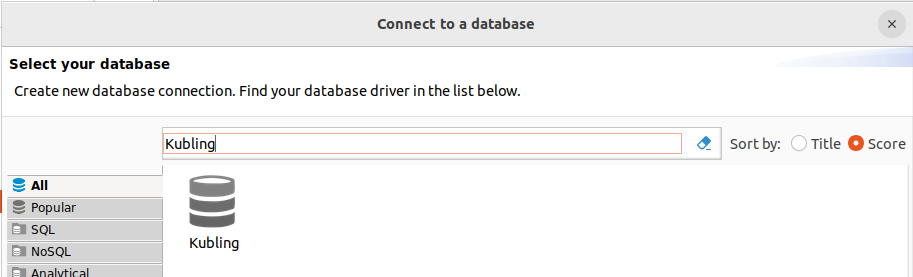 Connect to a database
Select your database
Create new database connection. Find your database driver in the list below.
Kubling
Sort by: Title Score
All
Popular
SQL
NoSQL
Analytical
Kubling